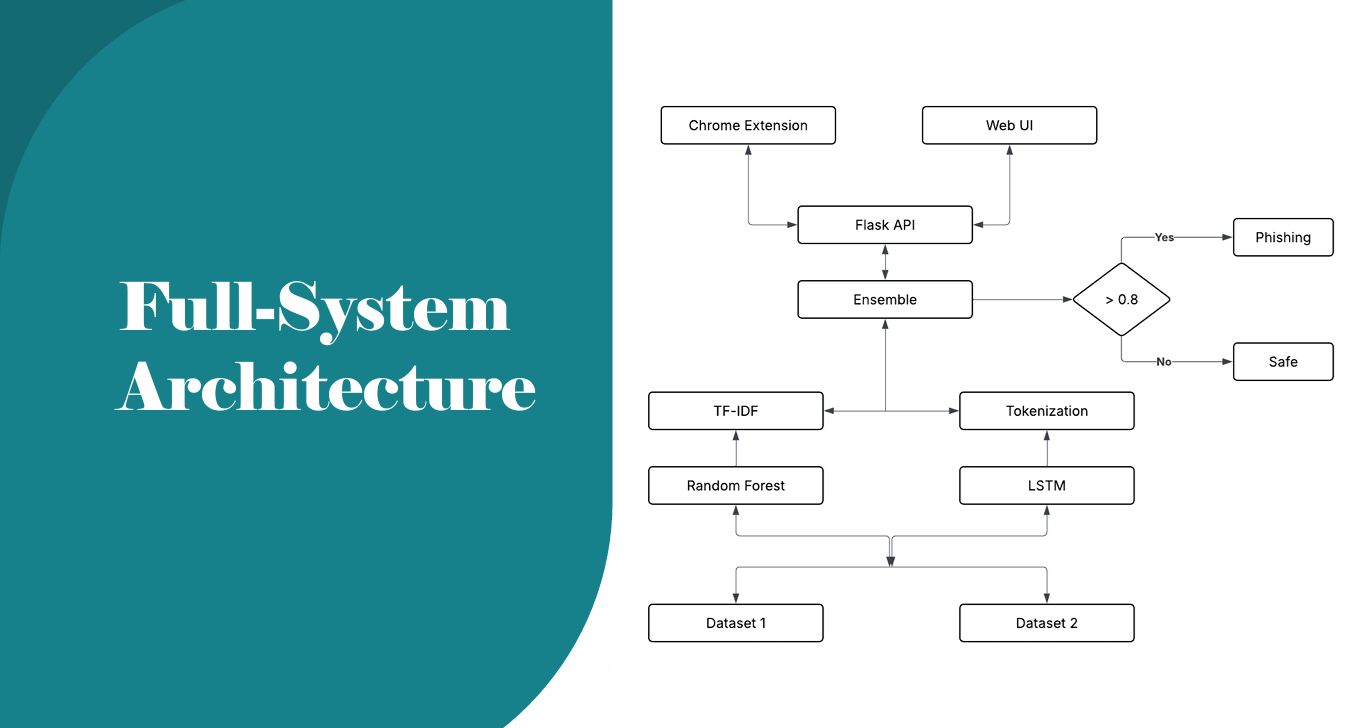 Full-System
Architecture
Chrome Extension
Web UI
Flask API
Ensemble
> 0.8
Yes
Phishing
No
Safe
TF-IDF
Tokenization
Random Forest
LSTM
Dataset 1
Dataset 2